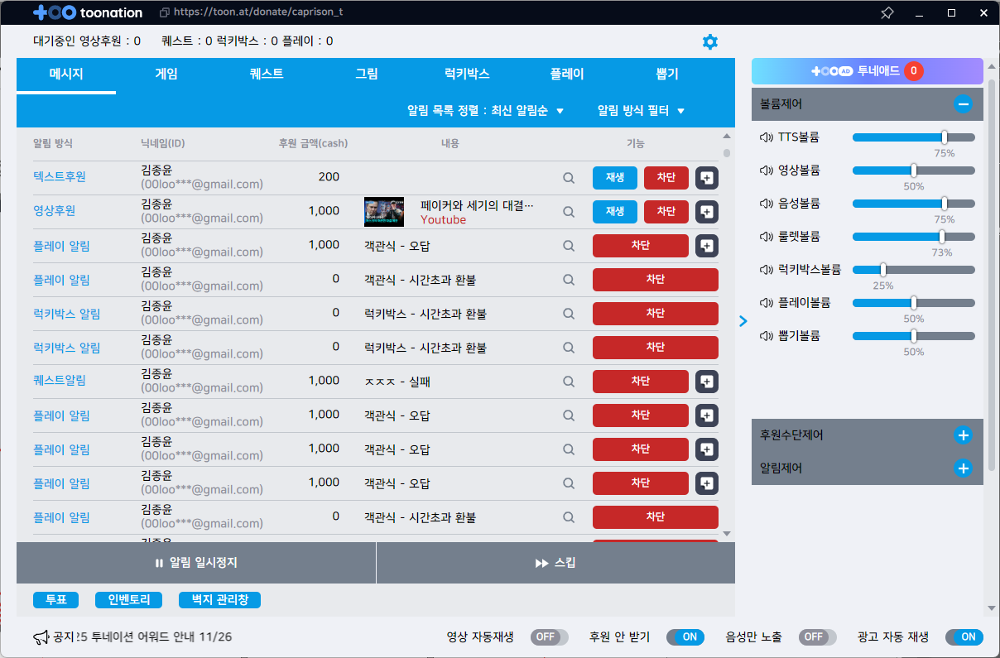 toonation https://toon.at/donate/caprison_t
대기중인 영상후원 : 0 퀘스트 : 0 럭키박스 : 0 플레이 : 0
메시지 게임 퀘스트 그림 럭키박스 플레이 뽑기
알림 목록 정렬 : 최신 알림순 ▼ 알림 방식 필터 ▼
알림 방식 닉네임(ID) 후원 금액(cash) 내용 기능
텍스트후원 김종윤 200 재생 차단
(00loo***@gmail.com)
영상후원 김종윤 1,000 페이커와 세기의 대결··· 재생 차단
(00loo***@gmail.com) Youtube
플레이 알림 김종윤 1,000 객관식 - 오답 차단
(00loo***@gmail.com)
플레이 알림 김종윤 0 객관식 - 시간초과 환불 차단
(00loo***@gmail.com)
럭키박스 알림 김종윤 0 럭키박스 - 시간초과 환불 차단
(00loo***@gmail.com)
럭키박스 알림 김종윤 0 럭키박스 - 시간초과 환불 차단
(00loo***@gmail.com)
퀘스트알림 김종윤 1,000 ㅈㅈㅈ - 실패 차단
(00loo***@gmail.com)
플레이 알림 김종윤 1,000 객관식 - 오답 차단
(00loo***@gmail.com)
플레이 알림 김종윤 1,000 객관식 - 오답 차단
(00loo***@gmail.com)
플레이 알림 김종윤 1,000 객관식 - 오답 차단
(00loo***@gmail.com)
플레이 알림 김종윤 0 객관식 - 시간초과 환불 차단
(00loo***@gmail.com)
알림 일시정지 스킵
투표 인벤토리 벽지 관리창
AD 투네애드 0
볼륨제어
TTS볼륨
75%
영상볼륨
50%
음성볼륨
75%
룰렛볼륨
73%
럭키박스볼륨
25%
플레이볼륨
50%
뽑기볼륨
50%
후원수단제어
알림제어
공지 25 투네이션 어워드 안내 11/26 영상 자동재생 OFF 후원 안 받기 ON 음성만 노출 OFF 광고 자동 재생 ON